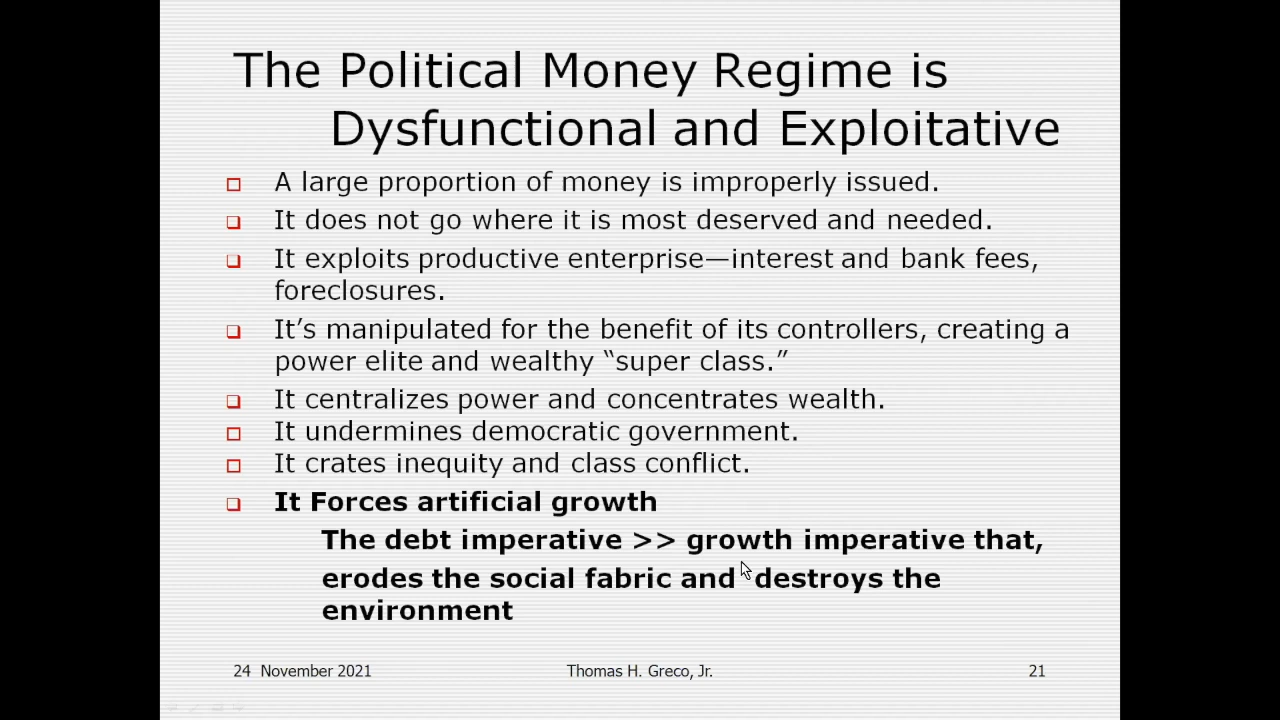 The Political Money Regime is
Dysfunctional and Exploitative
A large proportion of money is improperly issued.
It does not go where it is most deserved and needed.
It exploits productive enterprise—interest and bank fees,
foreclosures.
It’s manipulated for the benefit of its controllers, creating a
power elite and wealthy “super class.”
It centralizes power and concentrates wealth.
It undermines democratic government.
It crates inequity and class conflict.
It Forces artificial growth
The debt imperative >> growth imperative that,
erodes the social fabric and destroys the
environment
24 November 2021
Thomas H. Greco, Jr.
21